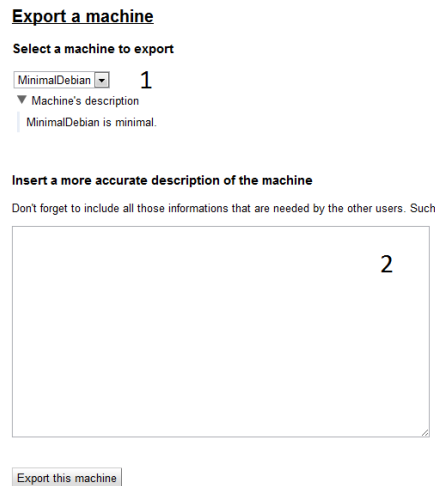 Export a machine
Select a machine to export
MinimalDebian 1
Machine's description
MinimalDebian is minimal.
Insert a more accurate description of the machine
Don't forget to include all those informations that are needed by the other users. Such
2
Export this machine